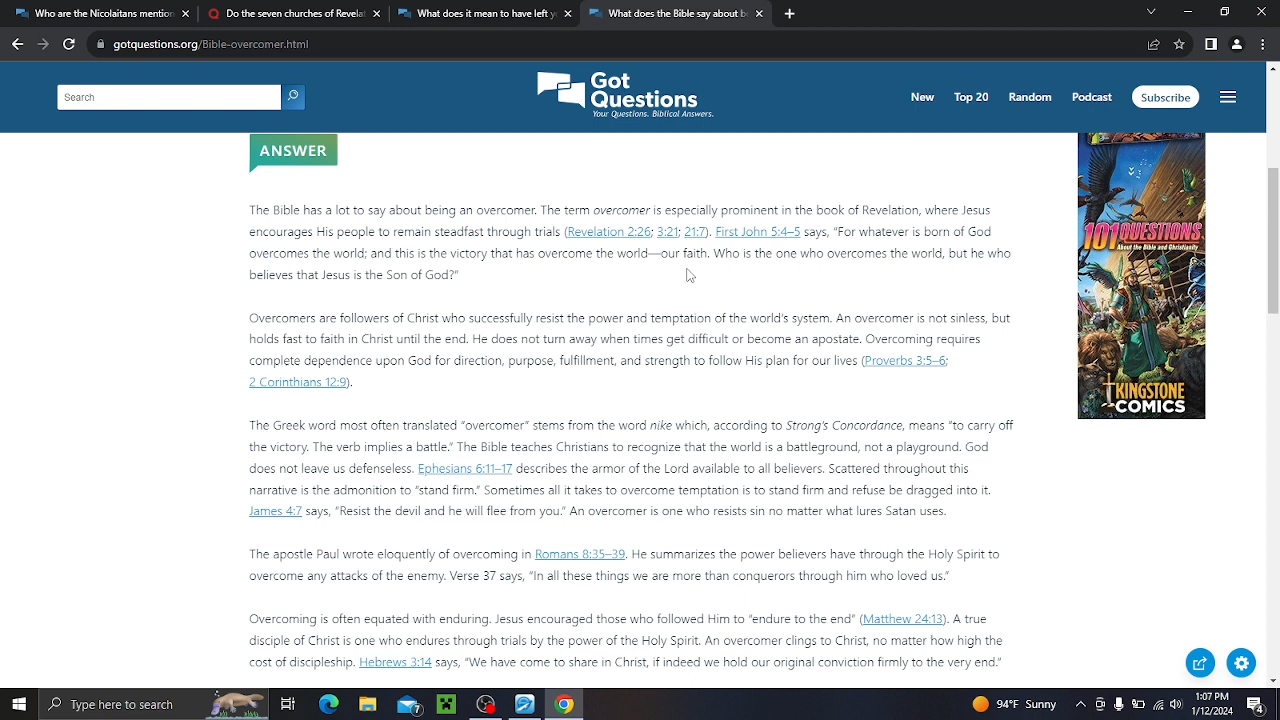 Who are the Nicolaitans mention
Do the seven churches of Revelat
What does it mean to have left y
What does the Bible say about be
gotquestions.org/Bible-overcomer.html
Search
Got
Questions
Your Questions. Biblical Answers.
New
Top 20
Random
Podcast
Subscribe
ANSWER
The Bible has a lot to say about being an overcomer. The term overcomer is especially prominent in the book of Revelation, where Jesus
encourages His people to remain steadfast through trials (Revelation 2:26; 3:21; 21:7). First John 5:4–5 says, “For whatever is born of God
overcomes the world; and this is the victory that has overcome the world—our faith. Who is the one who overcomes the world, but he who
believes that Jesus is the Son of God?”
Overcomers are followers of Christ who successfully resist the power and temptation of the world's system. An overcomer is not sinless, but
holds fast to faith in Christ until the end. He does not turn away when times get difficult or become an apostate. Overcoming requires
complete dependence upon God for direction, purpose, fulfillment, and strength to follow His plan for our lives (Proverbs 3:5–6;
2 Corinthians 12:9).
The Greek word most often translated “overcomer” stems from the word nike which, according to Strong's Concordance, means “to carry off
the victory. The verb implies a battle.” The Bible teaches Christians to recognize that the world is a battleground, not a playground. God
does not leave us defenseless. Ephesians 6:11–17 describes the armor of the Lord available to all believers. Scattered throughout this
narrative is the admonition to “stand firm.” Sometimes all it takes to overcome temptation is to stand firm and refuse be dragged into it.
James 4:7 says, “Resist the devil and he will flee from you.” An overcomer is one who resists sin no matter what lures Satan uses.
The apostle Paul wrote eloquently of overcoming in Romans 8:35–39. He summarizes the power believers have through the Holy Spirit to
overcome any attacks of the enemy. Verse 37 says, “In all these things we are more than conquerors through him who loved us.”
Overcoming is often equated with enduring. Jesus encouraged those who followed Him to “endure to the end” (Matthew 24:13). A true
disciple of Christ is one who endures through trials by the power of the Holy Spirit. An overcomer clings to Christ, no matter how high the
cost of discipleship. Hebrews 3:14 says, “We have come to share in Christ, if indeed we hold our original conviction firmly to the very end.”
101 QUESTIONS
About the Bible and Christianity
KINGSTONE
COMICS
Type here to search
7
94°F Sunny
1:07 PM
1/12/2024
4